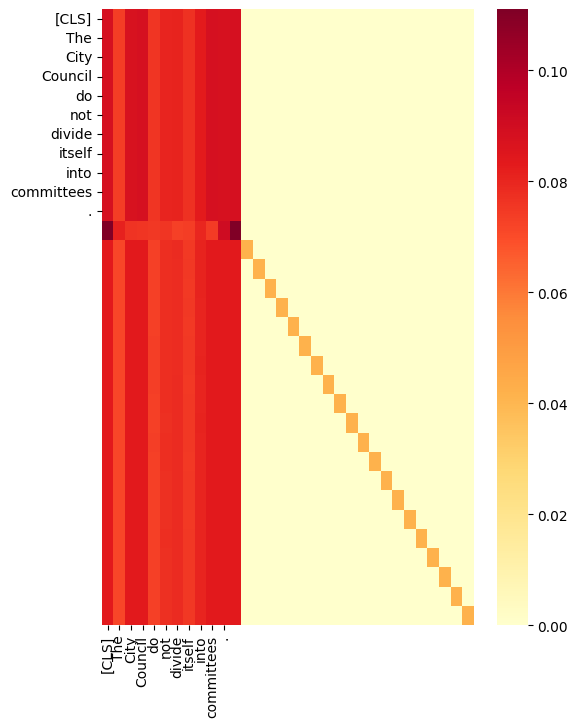 [CLS]
The
City
Council
do
not
divide
itself
into
committees
.
0.10
0.08
0.06
0.04
0.02
0.00
[CLS]
The
City
Council
do
not
divide
itself
into
committees
.